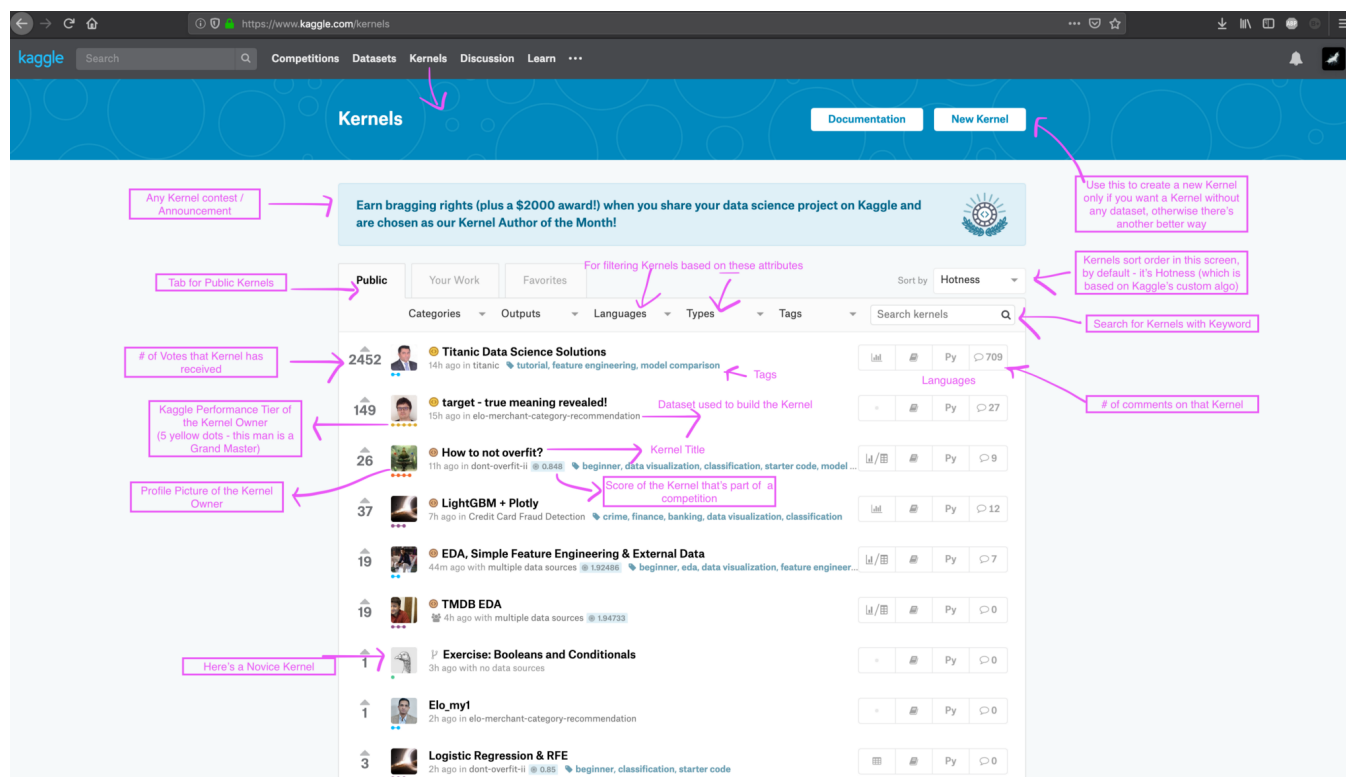 https://www.kaggle.com/kernels
kaggle Search Competitions Datasets Kernels Discussion Learn
Kernels
Documentation New Kernel
Any Kernel contest /
Announcement
Earn bragging rights (plus a $2000 award!) when you share your data science project on Kaggle and
are chosen as our Kernel Author of the Month!
Use this to create a new Kernel
only if you want a Kernel without
any dataset, otherwise there's
another better way
Tab for Public Kernels
Public Your Work Favorites
For filtering Kernels based on these attributes
Sort by Hotness
Kernels sort order in this screen,
by default - it's Hotness (which is
based on Kaggle's custom algo)
Categories Outputs Languages Types Tags Search kernels
Search for Kernels with Keyword
# of Votes that Kernel has
received
2452 Titanic Data Science Solutions Py 709
14h ago in titanic tutorial, feature engineering, model comparison
Tags
Languages
# of comments on that Kernel
Kaggle Performance Tier of
the Kernel Owner
(5 yellow dots - this man is a
Grand Master)
149 target - true meaning revealed! Py 27
15h ago in elo-merchant-category-recommendation
Dataset used to build the Kernel
26 How to not overfit? Py 9
Kernel Title
11h ago in dont-overfit-ii 0.848 beginner, data visualization, classification, starter code, model ...
Profile Picture of the Kernel
Owner
Score of the Kernel that's part of a
competition
37 LightGBM + Plotly Py 12
7h ago in Credit Card Fraud Detection crime, finance, banking, data visualization, classification
19 EDA, Simple Feature Engineering & External Data Py 7
44m ago with multiple data sources 1.92486 beginner, eda, data visualization, feature engineer...
19 TMDB EDA Py 0
4h ago with multiple data sources 1.94733
Here's a Novice Kernel
1 Exercise: Booleans and Conditionals Py 0
3h ago with no data sources
1 Elo_my1 Py 0
2h ago in elo-merchant-category-recommendation
3 Logistic Regression & RFE Py 0
2h ago in dont-overfit-ii 0.85 beginner, classification, starter code